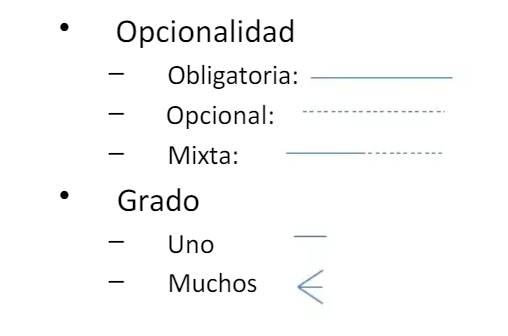 • Opcionalidad
– Obligatoria:
– Opcional:
– Mixta:
• Grado
– Uno
– Muchos